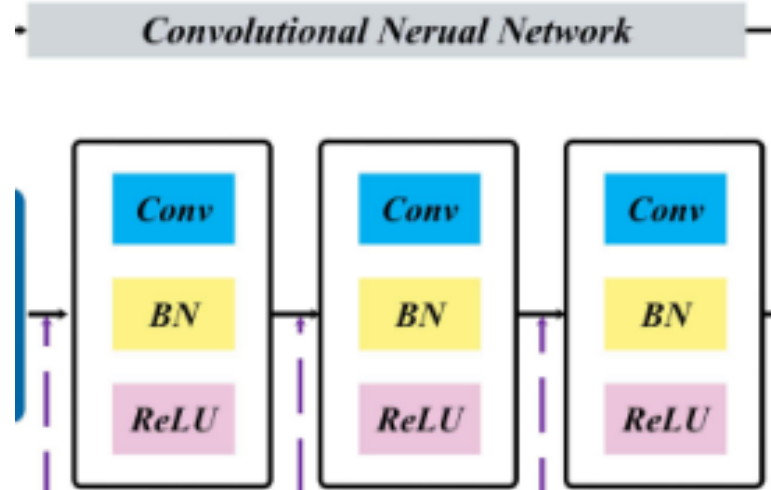 Convolutional Nerual Network
Conv
BN
ReLU
Conv
BN
ReLU
Conv
BN
ReLU